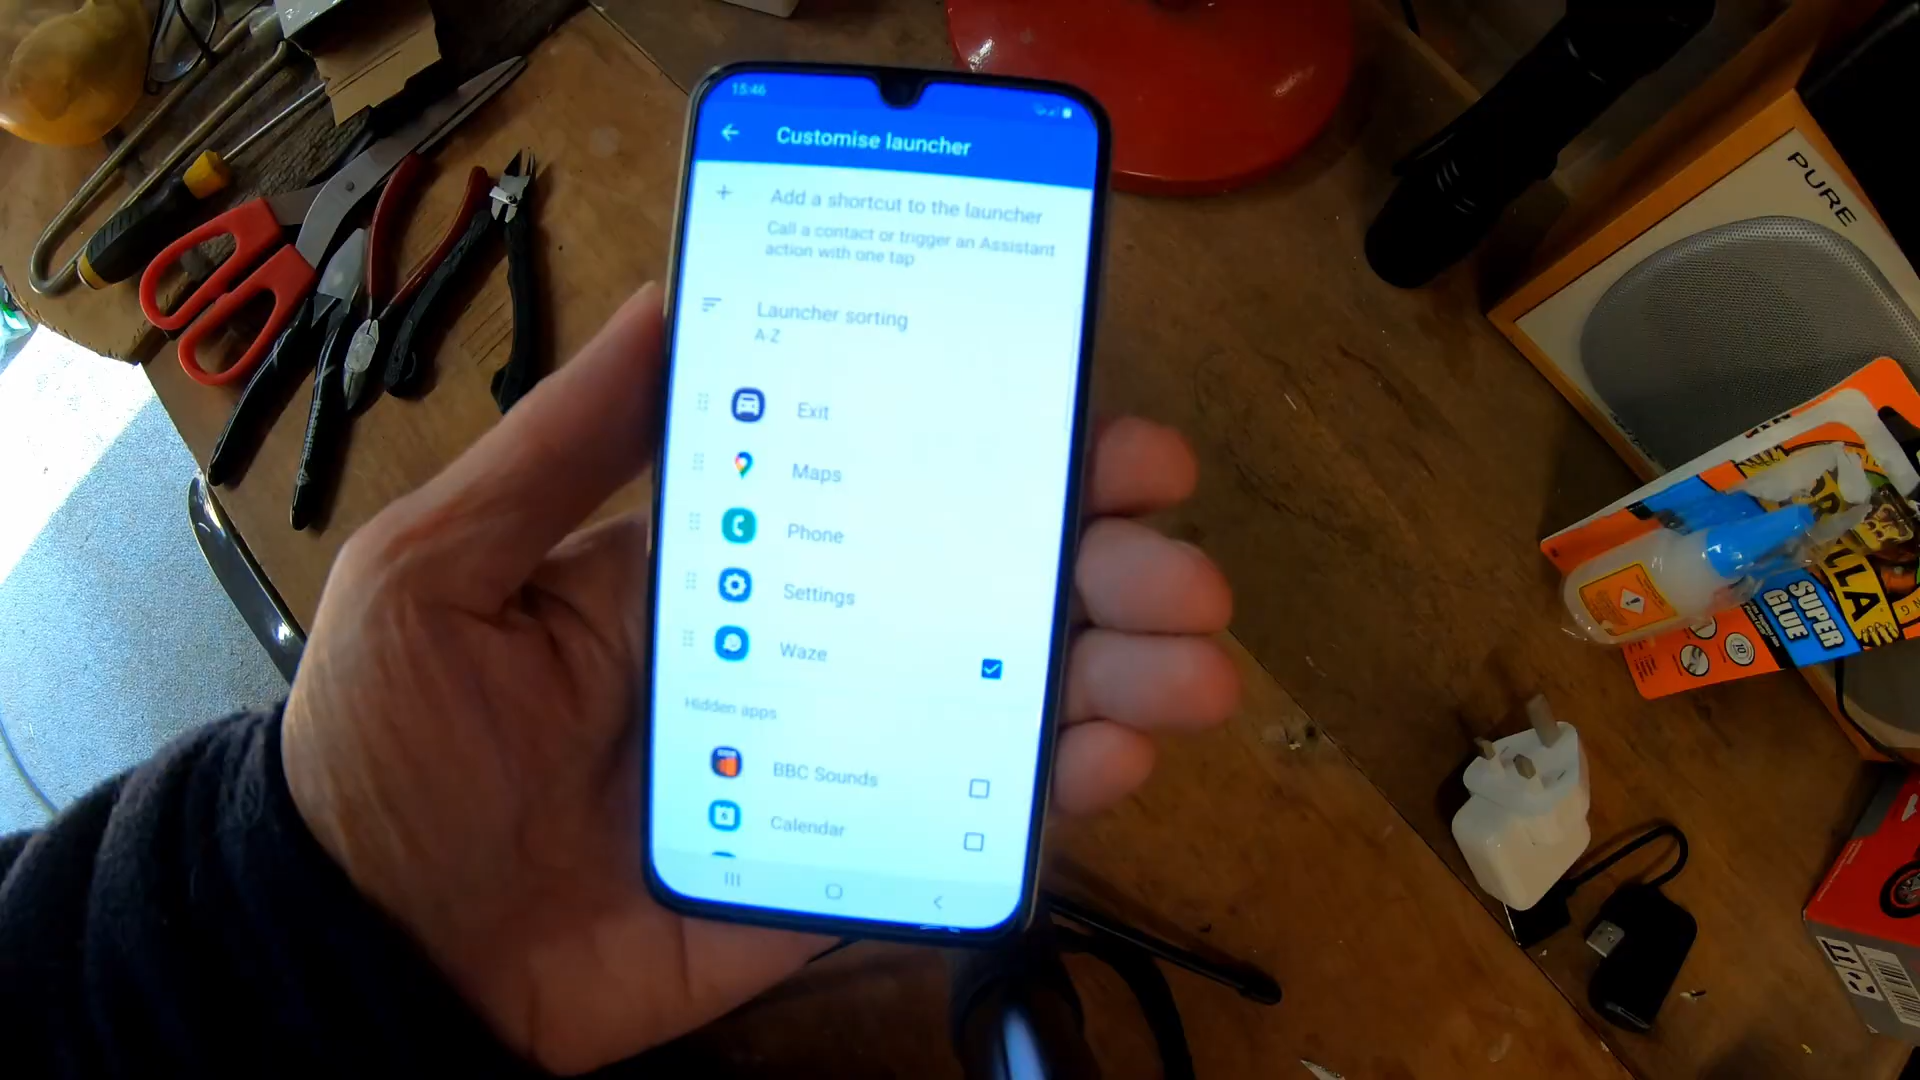 15:46
Customise launcher
Add a shortcut to the launcher
Call a contact or trigger an Assistant
action with one tap
Launcher sorting
A-Z
Exit
Maps
Phone
Settings
Waze
Hidden apps
BBC Sounds
Calendar
PURE
SUPER
GLUE